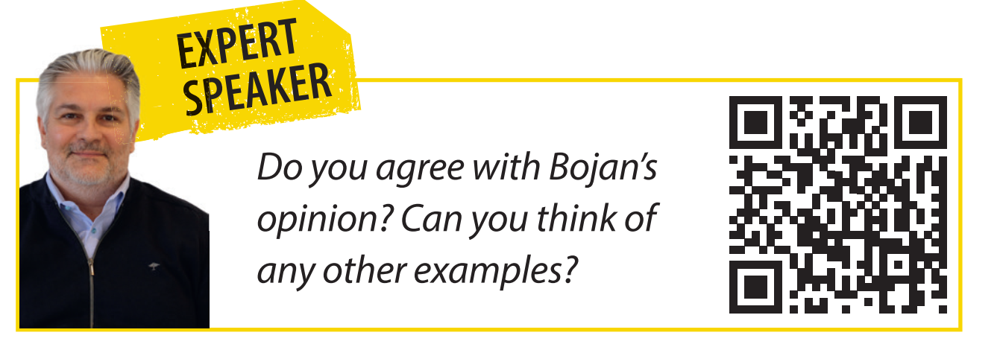 EXPERT
SPEAKER
Do you agree with Bojan’s
opinion? Can you think of
any other examples?